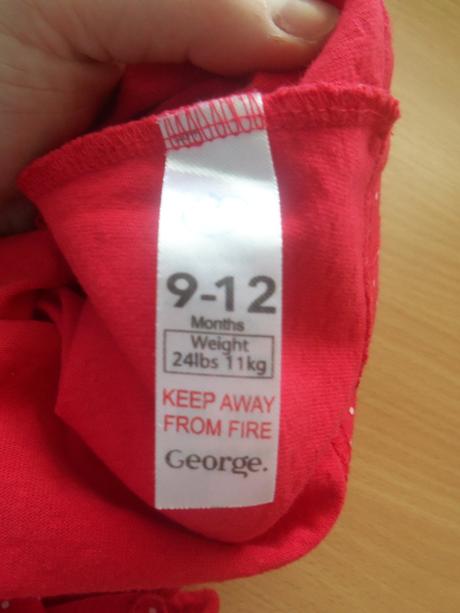 9-12
Months
Weight
24lbs 11kg
KEEP AWAY
FROM FIRE
George.